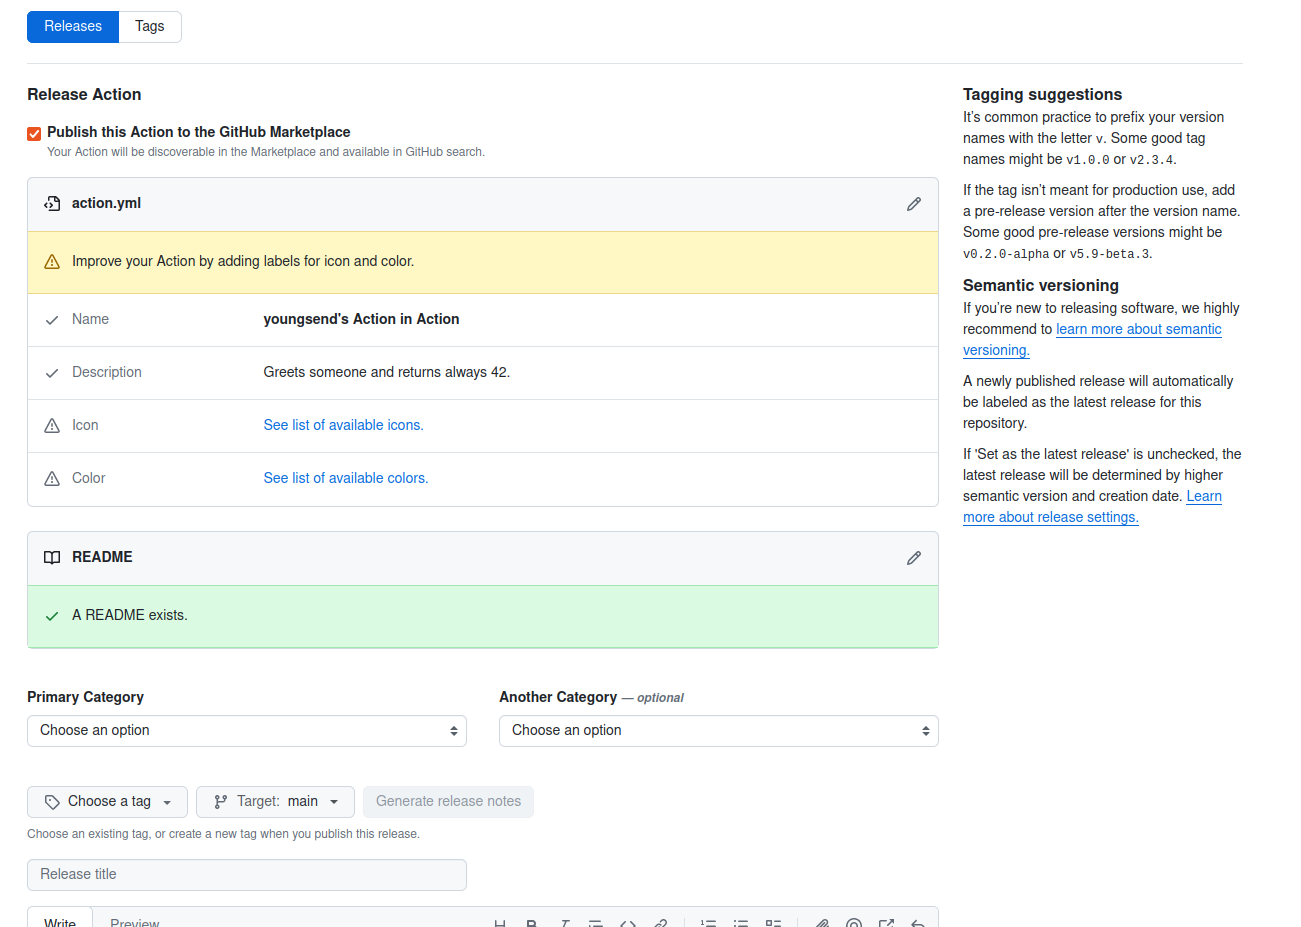 Releases
Tags
Release Action
Publish this Action to the GitHub Marketplace
Your Action will be discoverable in the Marketplace and available in GitHub search.
action.yml
Improve your Action by adding labels for icon and color.
Name youngsend's Action in Action
Description Greets someone and returns always 42.
Icon See list of available icons.
Color See list of available colors.
README
A README exists.
Primary Category
Choose an option
Another Category — optional
Choose an option
Choose a tag
Target: main
Generate release notes
Choose an existing tag, or create a new tag when you publish this release.
Release title
Write
Preview
Tagging suggestions
It's common practice to prefix your version
names with the letter v. Some good tag
names might be v1.0.0 or v2.3.4.
If the tag isn't meant for production use, add
a pre-release version after the version name.
Some good pre-release versions might be
v0.2.0-alpha or v5.9-beta.3.
Semantic versioning
If you're new to releasing software, we highly
recommend to learn more about semantic
versioning.
A newly published release will automatically
be labeled as the latest release for this
repository.
If 'Set as the latest release' is unchecked, the
latest release will be determined by higher
semantic version and creation date. Learn
more about release settings.